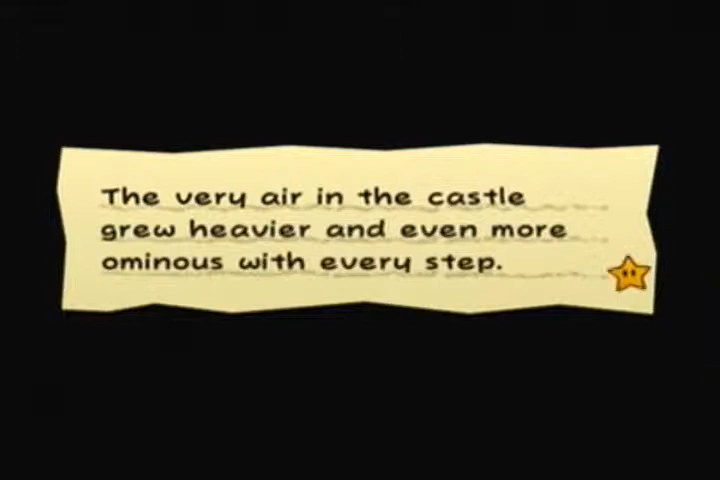 The very air in the castle
grew heavier and even more
ominous with every step.